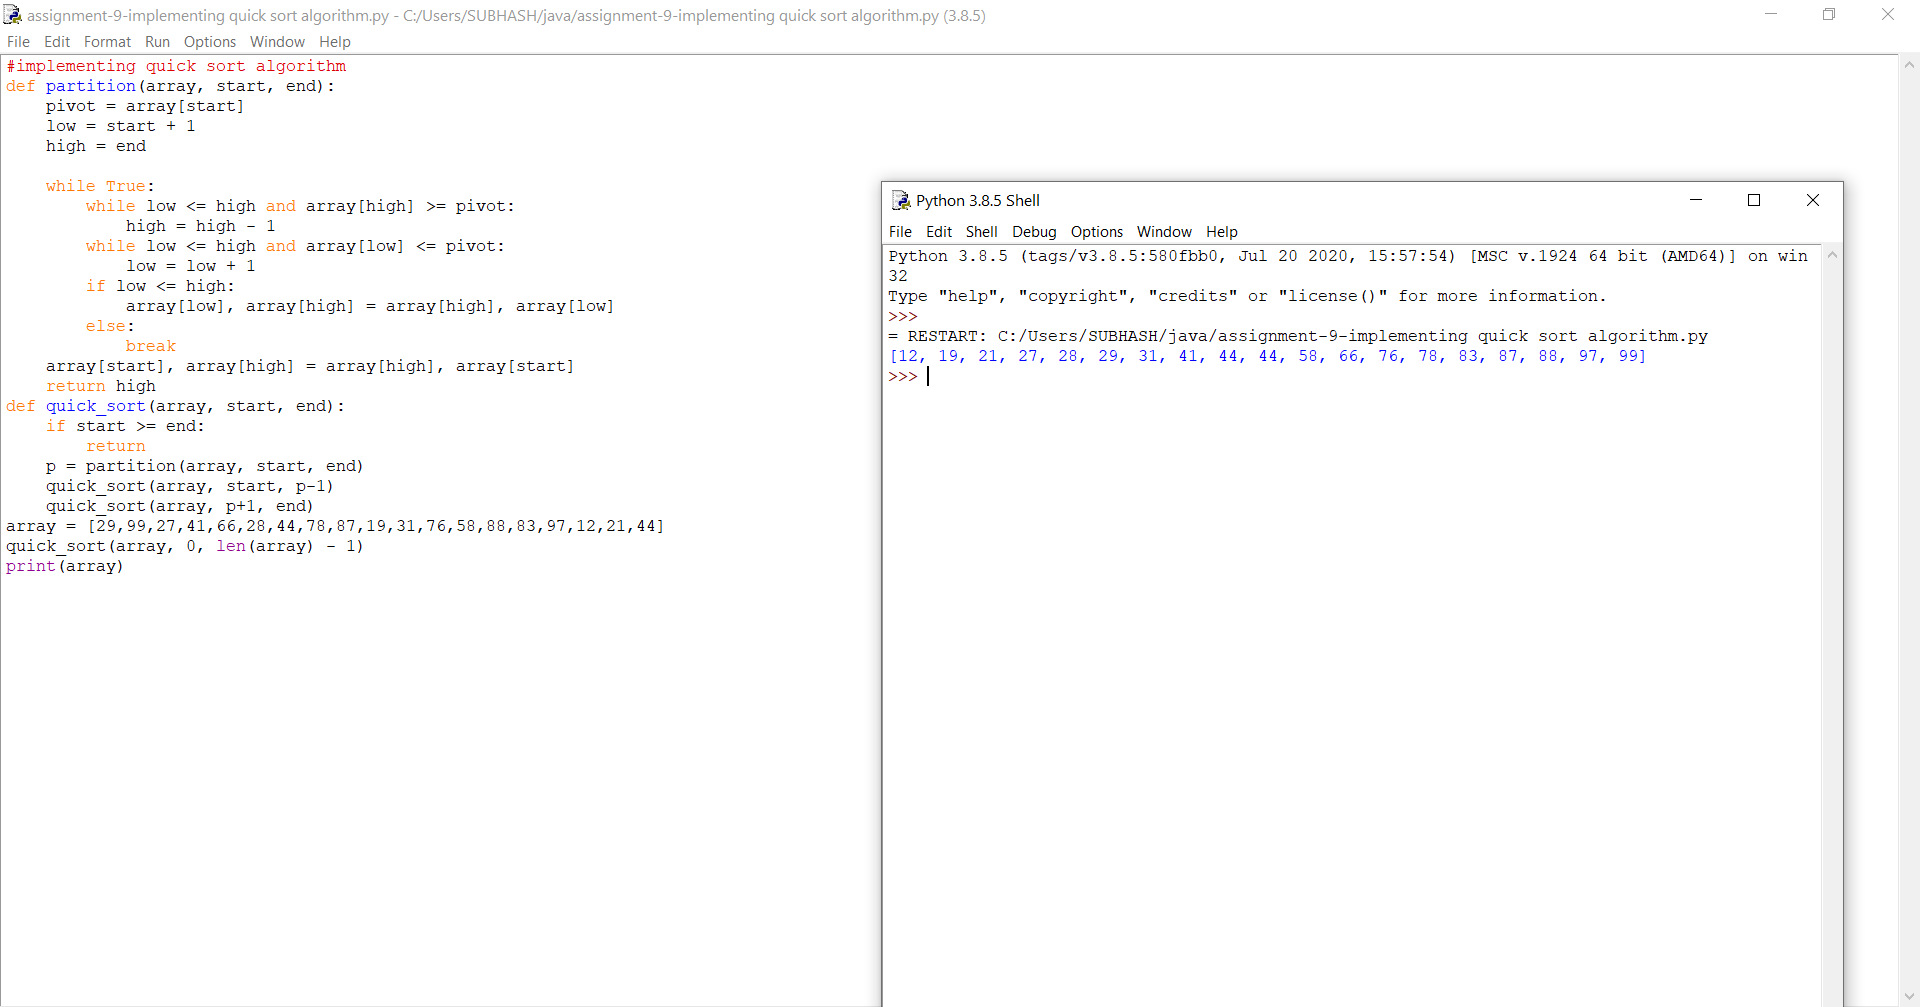 assignment-9-implementing quick sort algorithm.py - C:/Users/SUBHASH/java/assignment-9-implementing quick sort algorithm.py (3.8.5)
File Edit Format Run Options Window Help
#implementing quick sort algorithm
def partition(array, start, end):
    pivot = array[start]
    low = start + 1
    high = end

    while True:
        while low <= high and array[high] >= pivot:
            high = high - 1
        while low <= high and array[low] <= pivot:
            low = low + 1
        if low <= high:
            array[low], array[high] = array[high], array[low]
        else:
            break
    array[start], array[high] = array[high], array[start]
    return high
def quick_sort(array, start, end):
    if start >= end:
        return
    p = partition(array, start, end)
    quick_sort(array, start, p-1)
    quick_sort(array, p+1, end)
array = [29,99,27,41,66,28,44,78,87,19,31,76,58,88,83,97,12,21,44]
quick_sort(array, 0, len(array) - 1)
print(array)
Python 3.8.5 Shell
File Edit Shell Debug Options Window Help
Python 3.8.5 (tags/v3.8.5:580fbb0, Jul 20 2020, 15:57:54) [MSC v.1924 64 bit (AMD64)] on win
32
Type "help", "copyright", "credits" or "license()" for more information.
>>>
= RESTART: C:/Users/SUBHASH/java/assignment-9-implementing quick sort algorithm.py
[12, 19, 21, 27, 28, 29, 31, 41, 44, 44, 58, 66, 76, 78, 83, 87, 88, 97, 99]
>>>